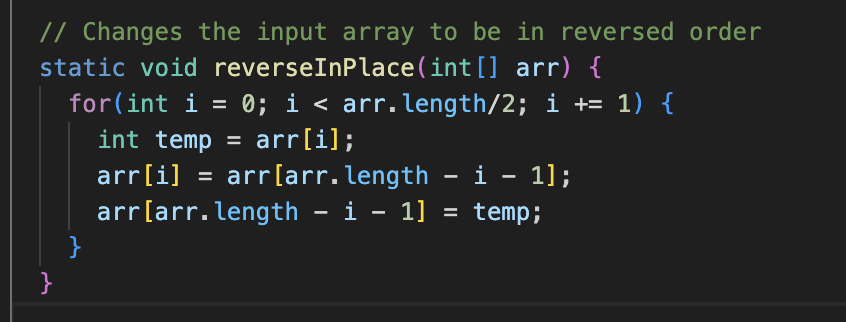 // Changes the input array to be in reversed order
static void reverseInPlace(int[] arr) {
  for(int i = 0; i < arr.length/2; i += 1) {
    int temp = arr[i];
    arr[i] = arr[arr.length - i - 1];
    arr[arr.length - i - 1] = temp;
  }
}